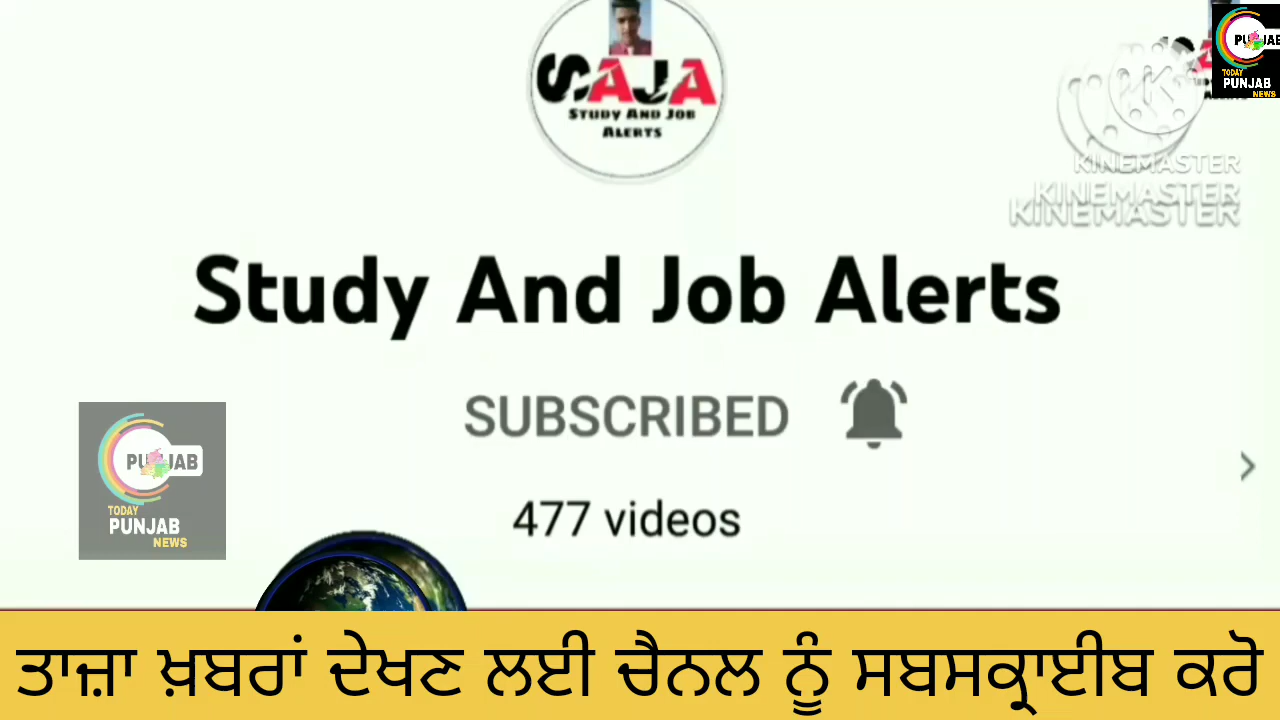 SAJA
STUDY AND JOB
ALERTS
PUNJAB
TODAY
PUNJAB
NEWS
KINEMASTER
KINEMASTER
KINEMASTER
Study And Job Alerts
SUBSCRIBED
477 videos
PUNJAB
TODAY
PUNJAB
NEWS
ਤਾਜ਼ਾ ਖ਼ਬਰਾਂ ਦੇਖਣ ਲਈ ਚੈਨਲ ਨੂੰ ਸਬਸਕ੍ਰਾਈਬ ਕਰੋ